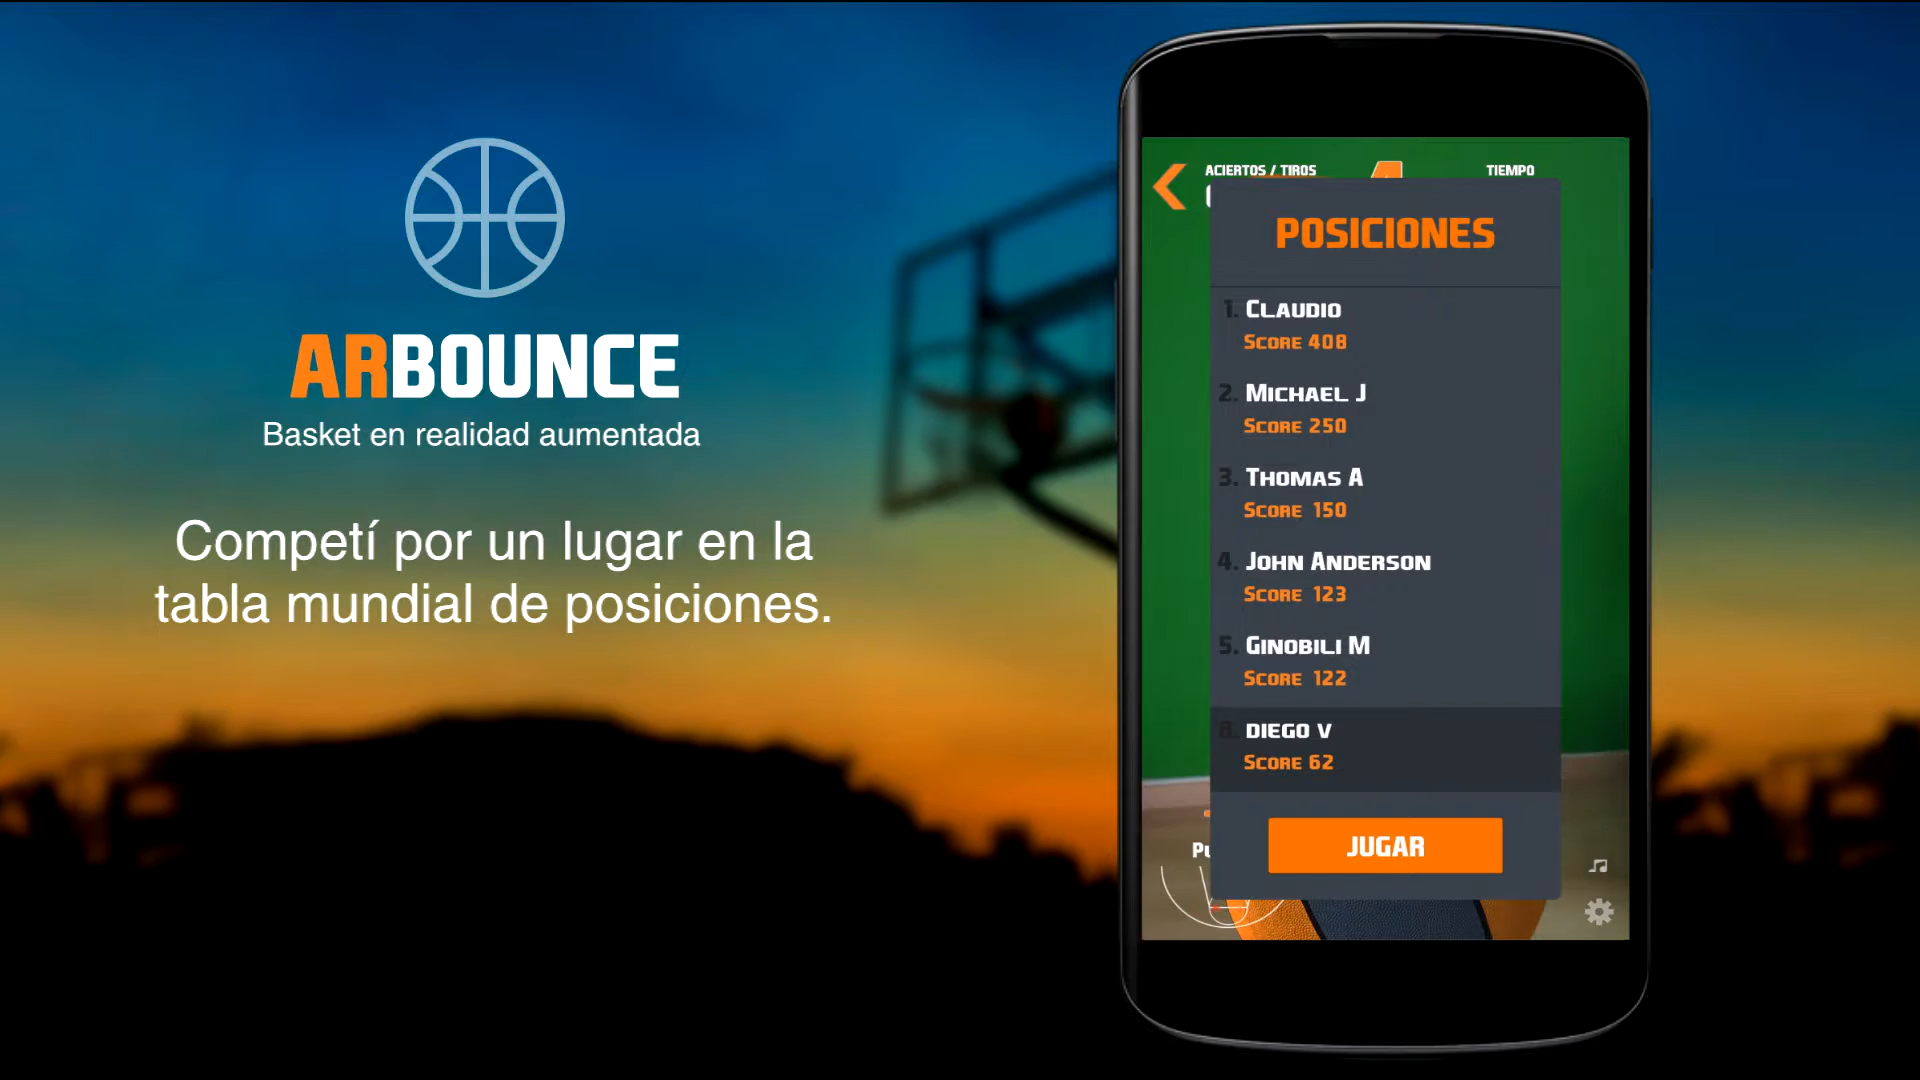 ARBOUNCE
Basket en realidad aumentada
Competí por un lugar en la
tabla mundial de posiciones.
ACIERTOS / TIROS
TIEMPO
POSICIONES
1. CLAUDIO
SCORE 408
2. MICHAEL J
SCORE 250
3. THOMAS A
SCORE 150
4. JOHN ANDERSON
SCORE 123
5. GINOBILI M
SCORE 122
6. DIEGO V
SCORE 62
JUGAR